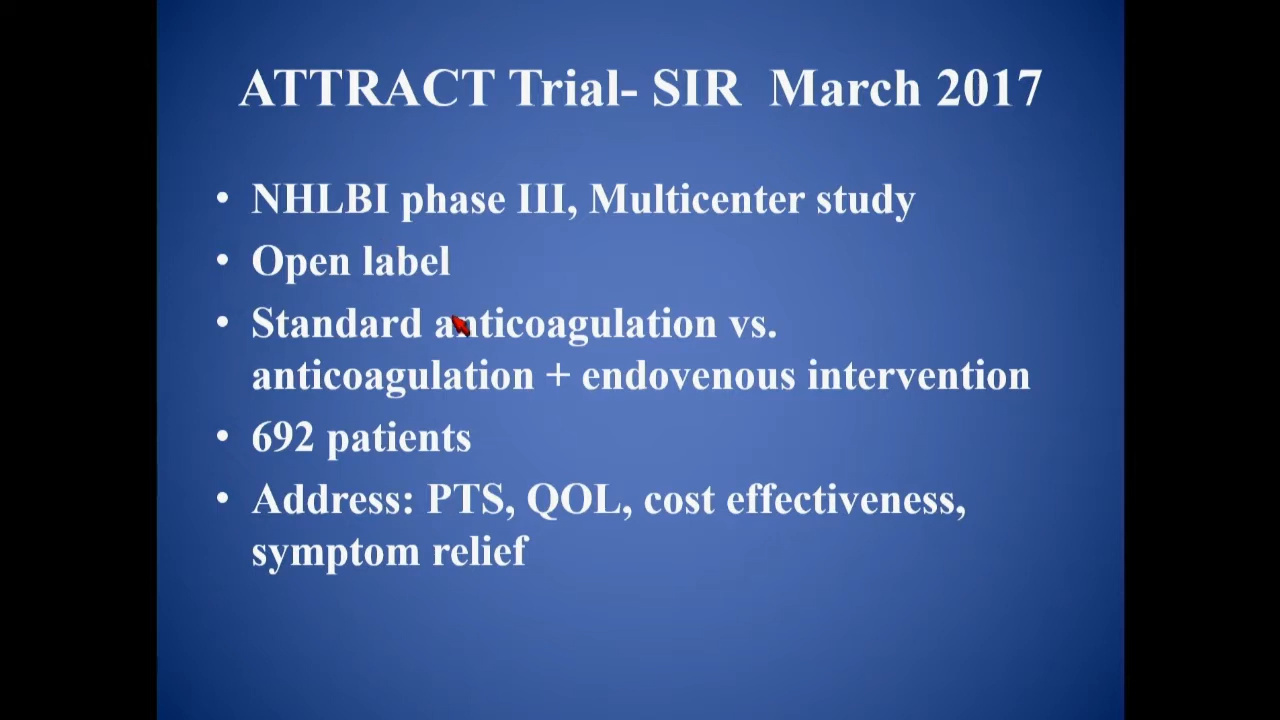 ATTRACT Trial- SIR  March 2017
• NHLBI phase III, Multicenter study
• Open label
• Standard anticoagulation vs.
anticoagulation + endovenous intervention
• 692 patients
• Address: PTS, QOL, cost effectiveness,
symptom relief